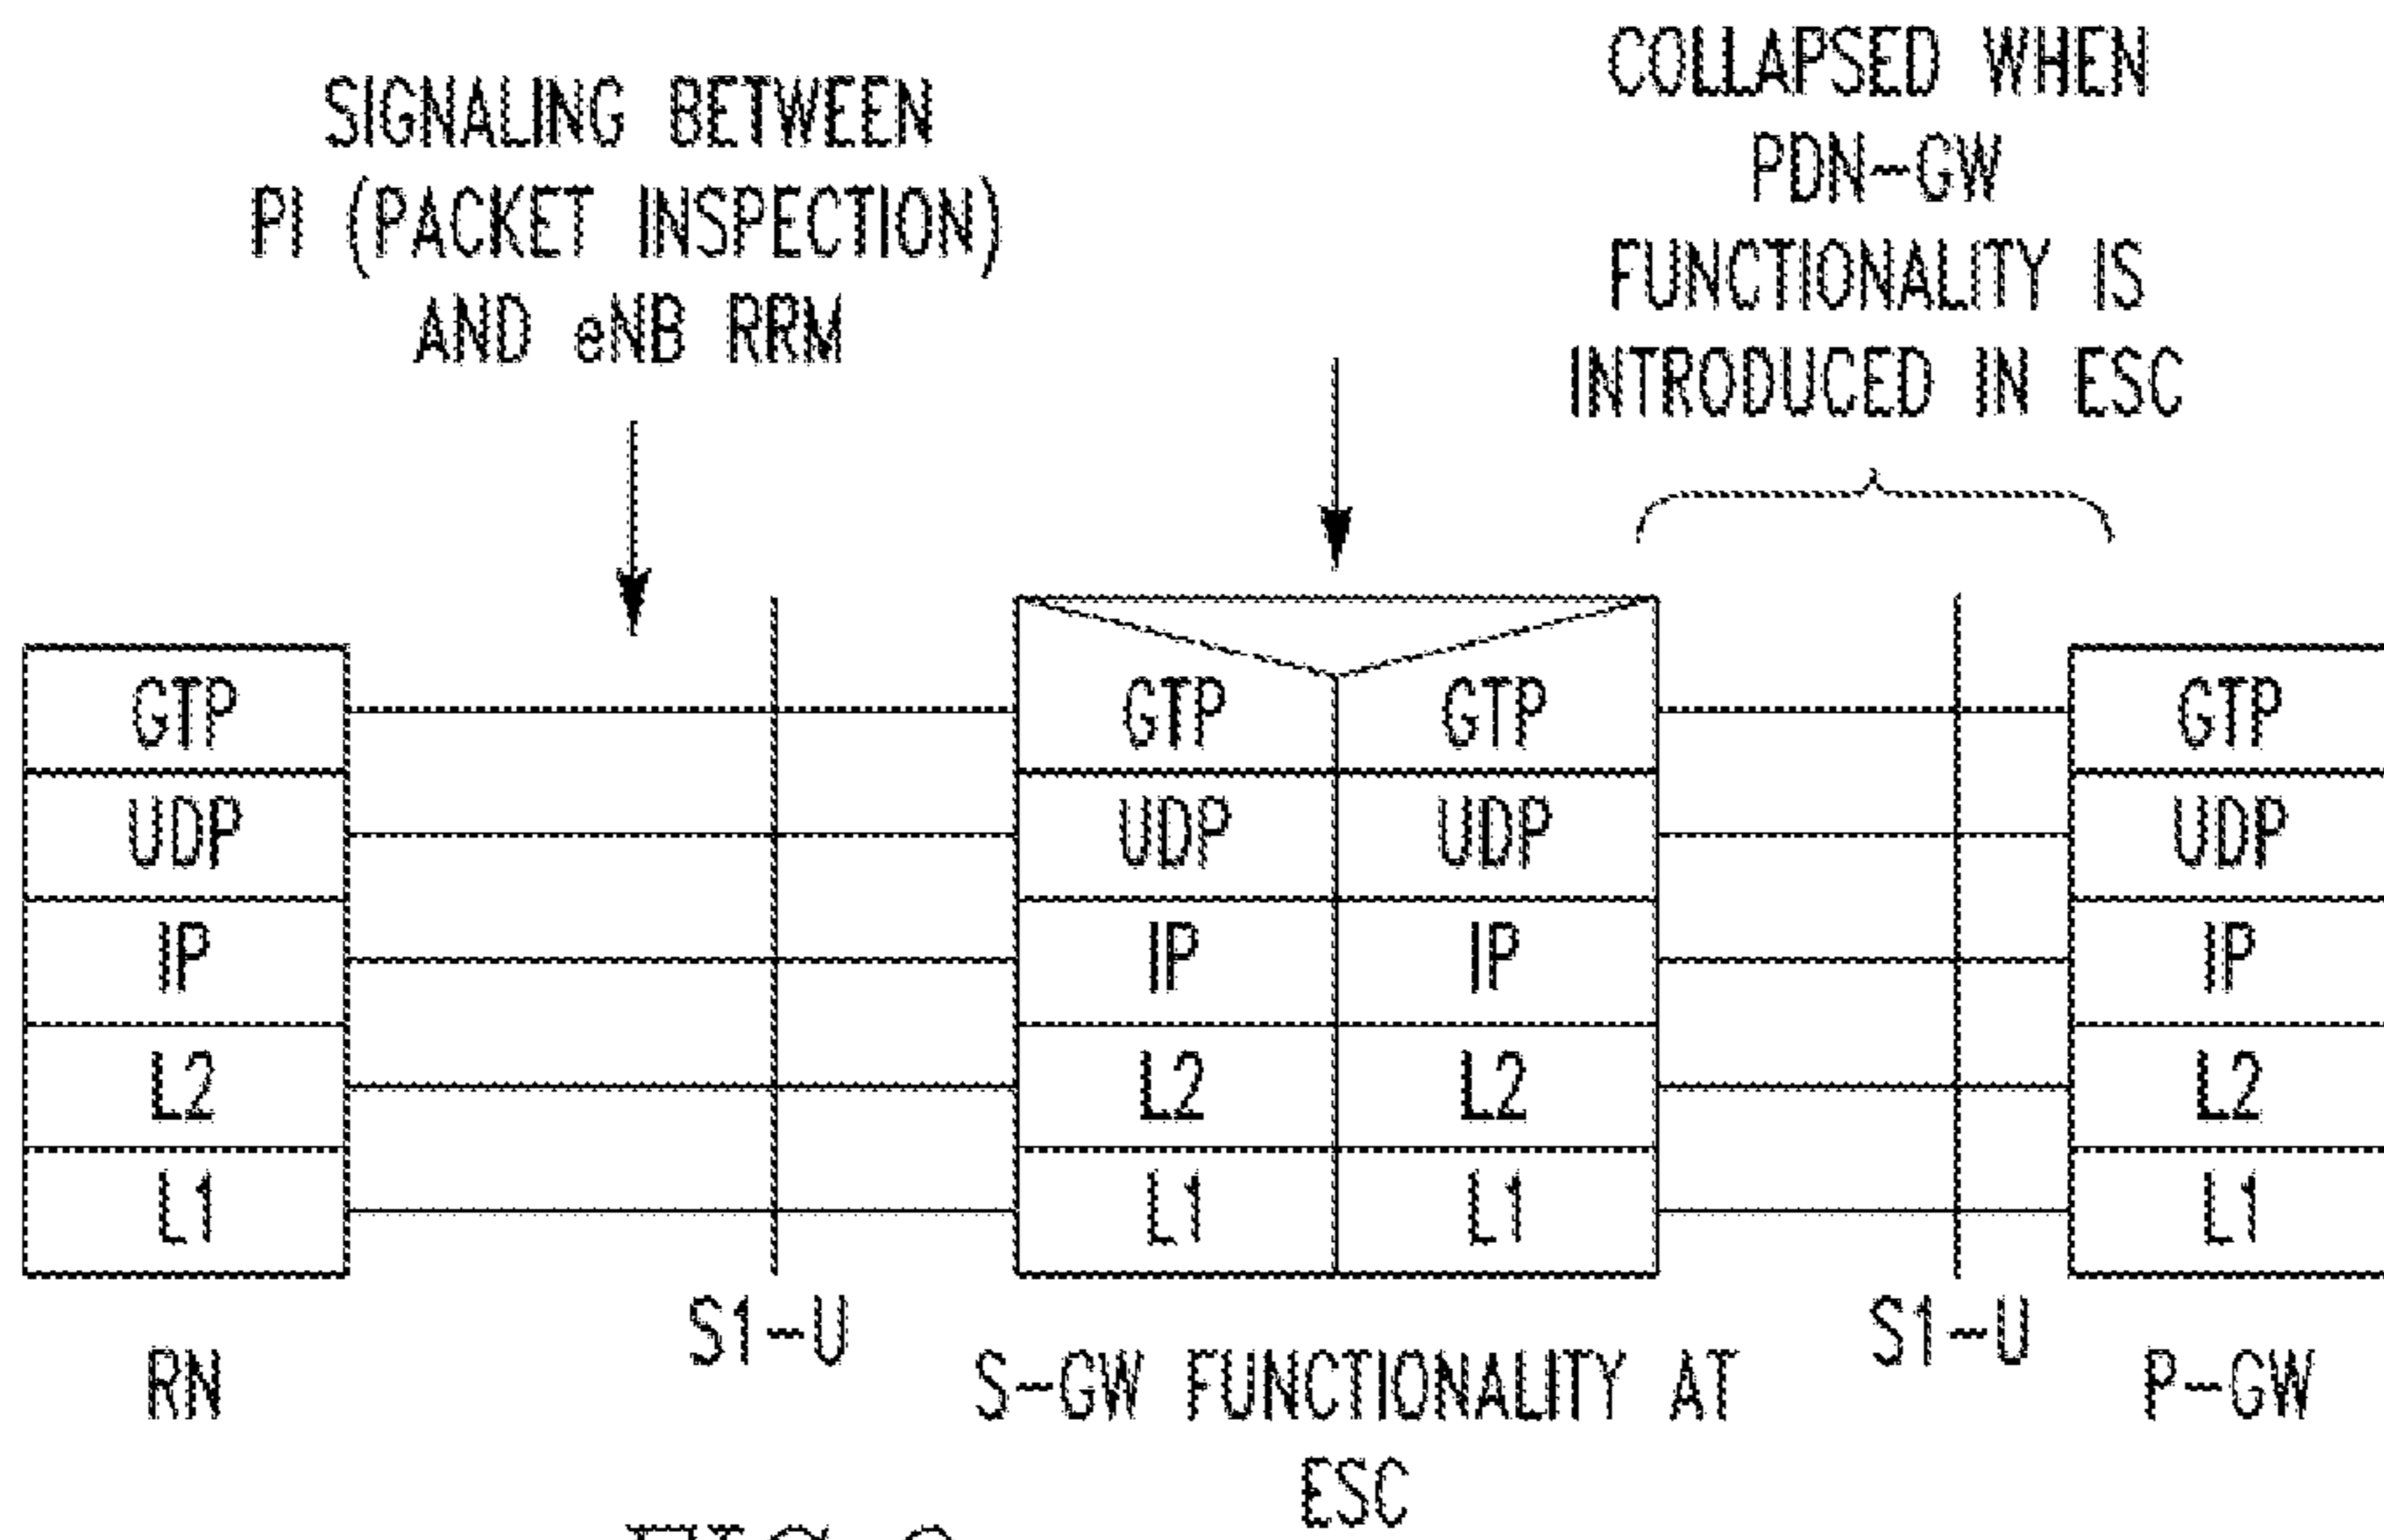 SIGNALING BETWEEN
PI (PACKET INSPECTION)
AND eNB RRM
COLLAPSED WHEN
PDN-GW
FUNCTIONALITY IS
INTRODUCED IN ESC
GTP
UDP
IP
L2
L1
RN
S1-U
GTP GTP
UDP UDP
IP IP
L2 L2
L1 L1
S-GW FUNCTIONALITY AT
ESC
S1-U
GTP
UDP
IP
L2
L1
P-GW